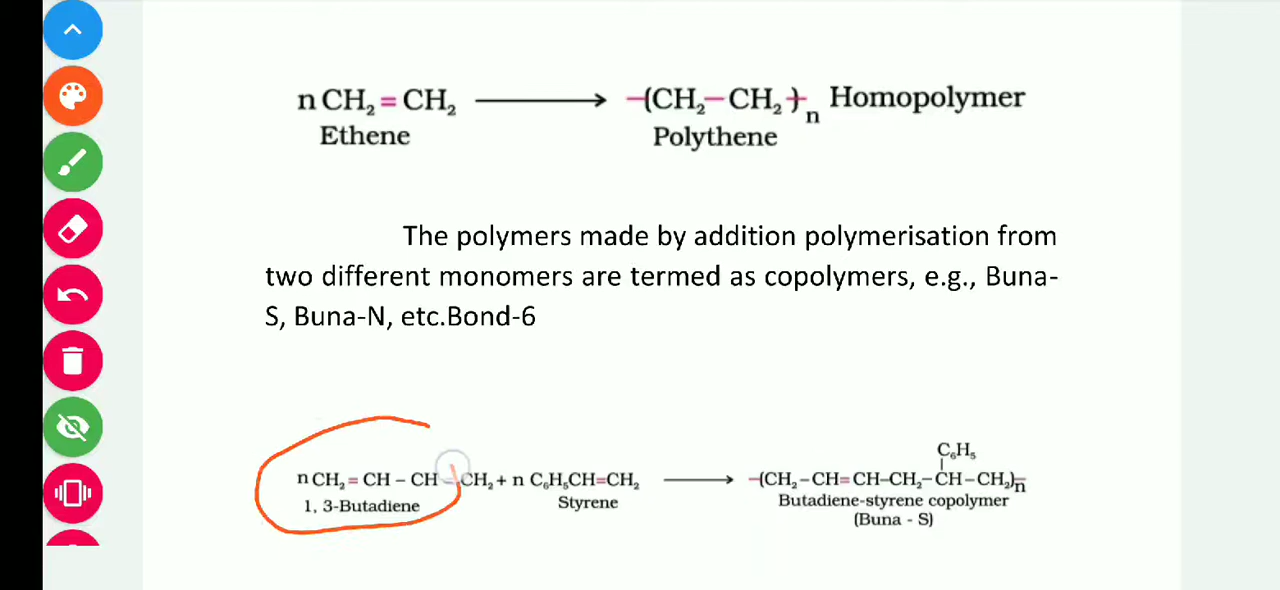 n CH₂ = CH₂ ⟶ -(CH₂-CH₂)-n Homopolymer
Ethene Polythene
The polymers made by addition polymerisation from
two different monomers are termed as copolymers, e.g., Buna-
S, Buna-N, etc.Bond-6
C₆H₅
n CH₂ = CH – CH = CH₂ + n C₆H₅CH=CH₂ ⟶ -(CH₂–CH=CH–CH₂–CH–CH₂)-n
1, 3-Butadiene Styrene Butadiene-styrene copolymer
(Buna - S)